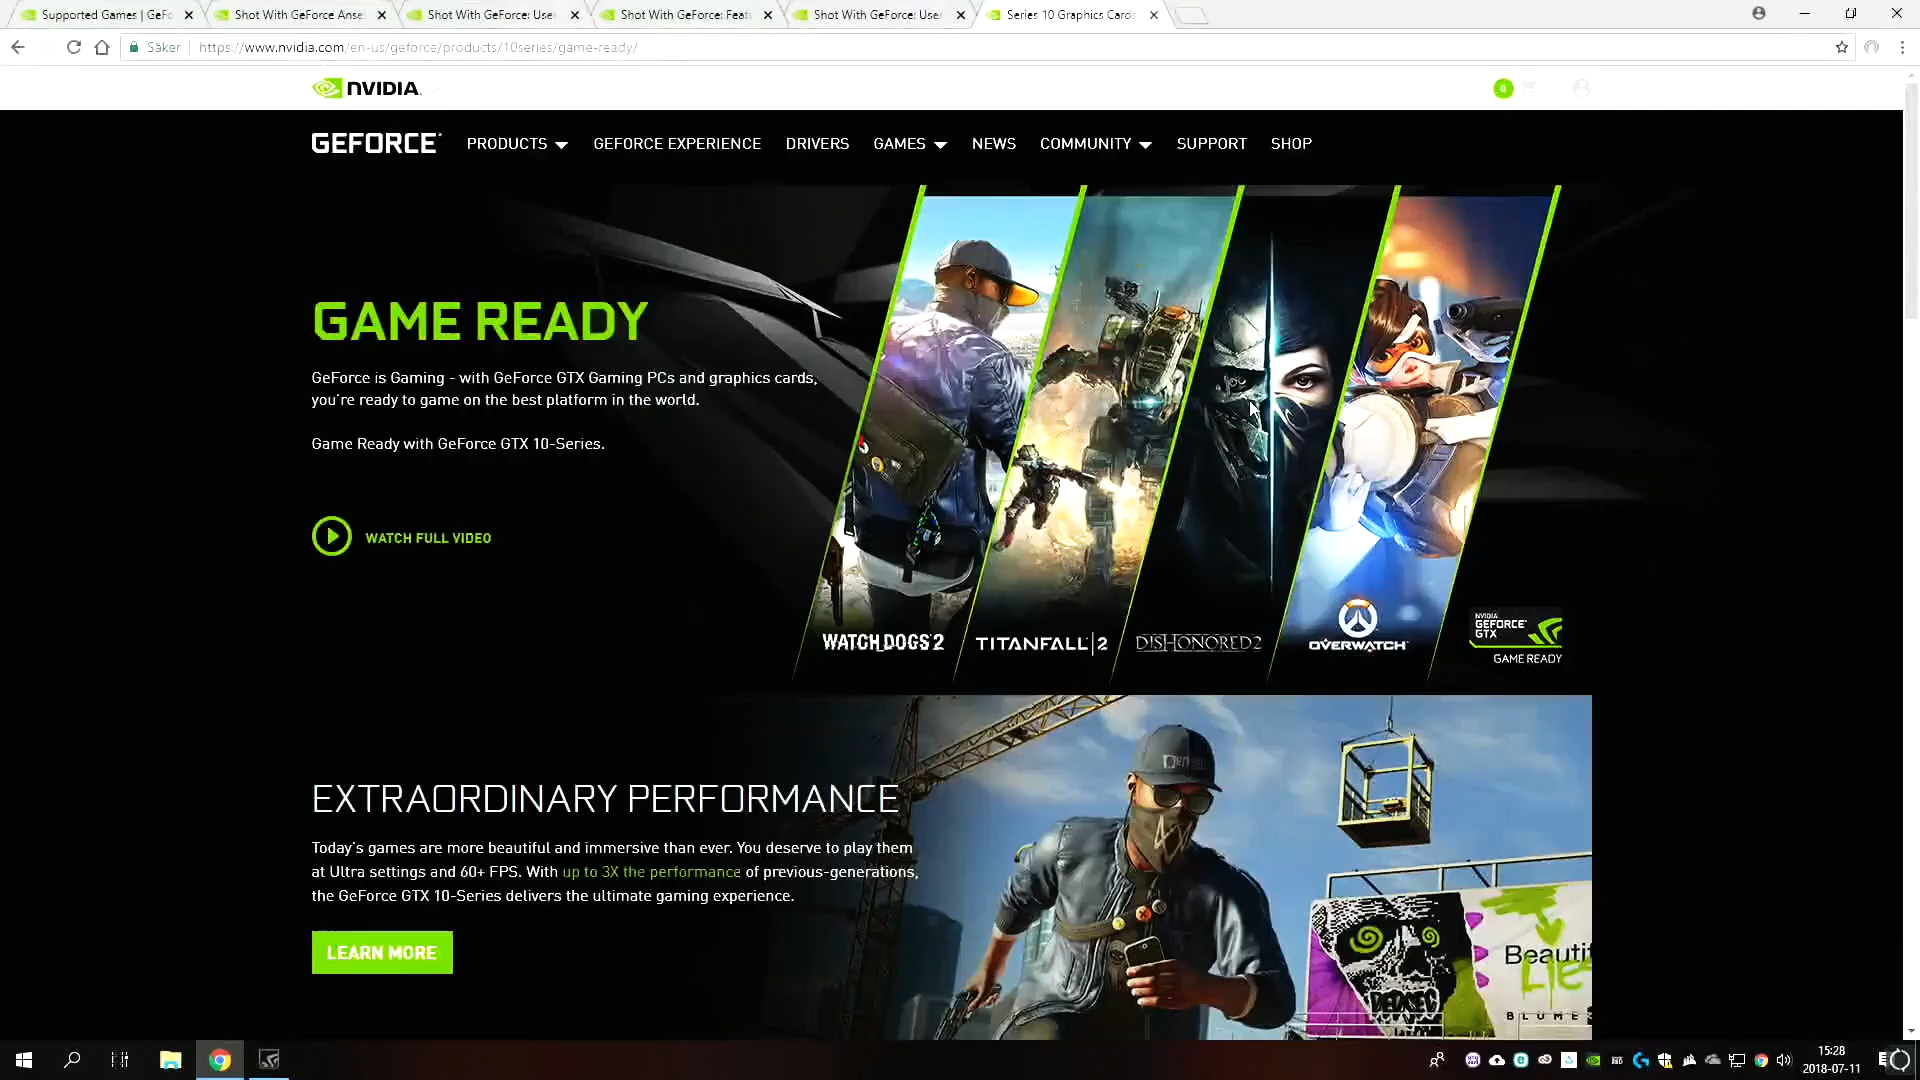 Supported Games | GeFo
Shot With GeForce Anse
Shot With GeForce: Use
Shot With GeForce: Feat
Shot With GeForce: User
Series 10 Graphics Cards
Säker
https://www.nvidia.com/en-us/geforce/products/10series/game-ready/
NVIDIA.
GEFORCE
PRODUCTS
GEFORCE EXPERIENCE
DRIVERS
GAMES
NEWS
COMMUNITY
SUPPORT
SHOP
GAME READY
GeForce is Gaming - with GeForce GTX Gaming PCs and graphics cards,
you're ready to game on the best platform in the world.
Game Ready with GeForce GTX 10-Series.
WATCH FULL VIDEO
WATCH_DOGS 2
TITANFALL|2
DISHONORED 2
OVERWATCH
NVIDIA.
GEFORCE
GTX
GAME READY
EXTRAORDINARY PERFORMANCE
Today's games are more beautiful and immersive than ever. You deserve to play them
at Ultra settings and 60+ FPS. With up to 3X the performance of previous-generations,
the GeForce GTX 10-Series delivers the ultimate gaming experience.
LEARN MORE
Beautif
LIE
DEDSEC
BLUME
15:28
2018-07-11